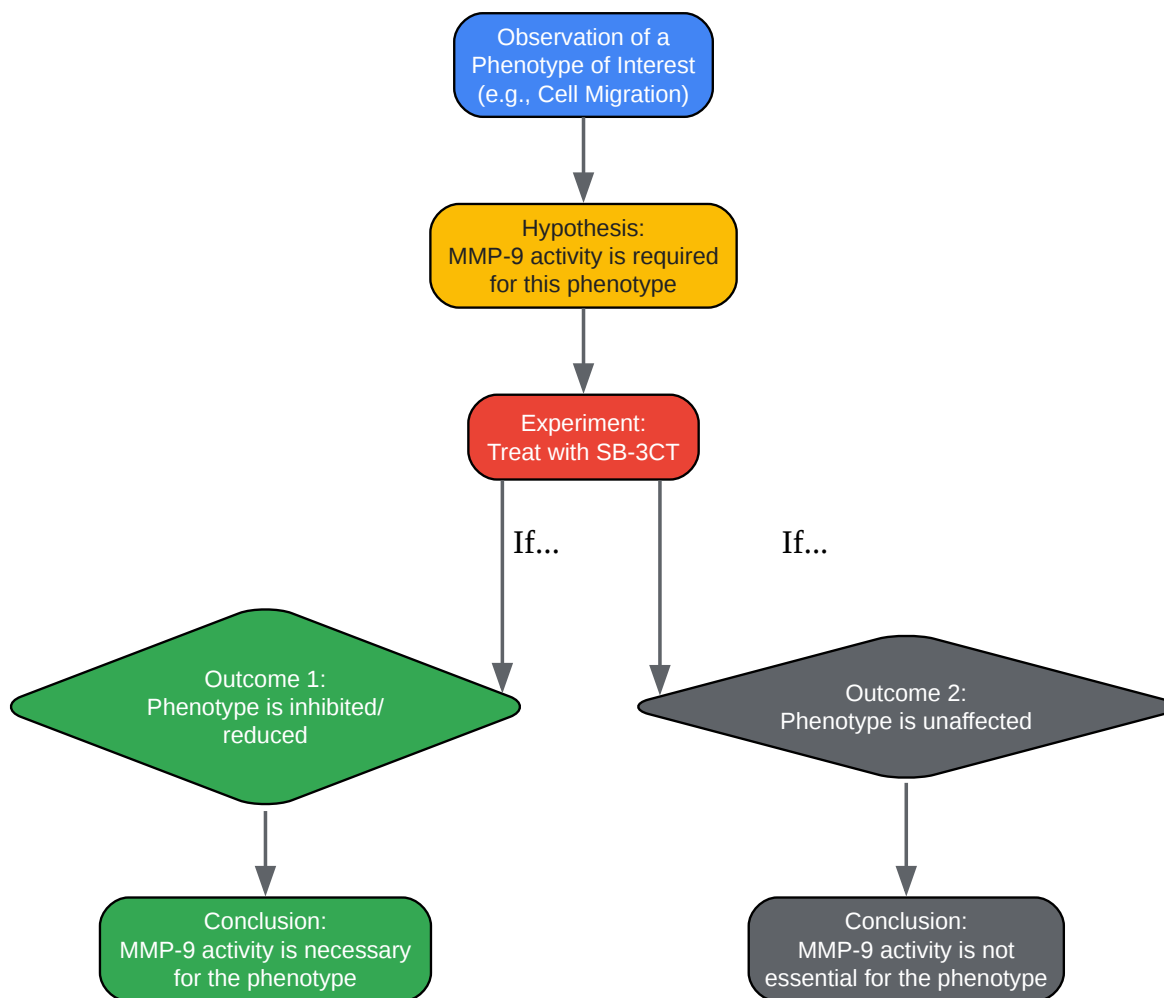 Observation of a
Phenotype of Interest
(e.g., Cell Migration)
Hypothesis:
MMP-9 activity is required
for this phenotype
Experiment:
Treat with SB-3CT
If...
If...
Outcome 1:
Phenotype is inhibited/
reduced
Outcome 2:
Phenotype is unaffected
Conclusion:
MMP-9 activity is necessary
for the phenotype
Conclusion:
MMP-9 activity is not
essential for the phenotype